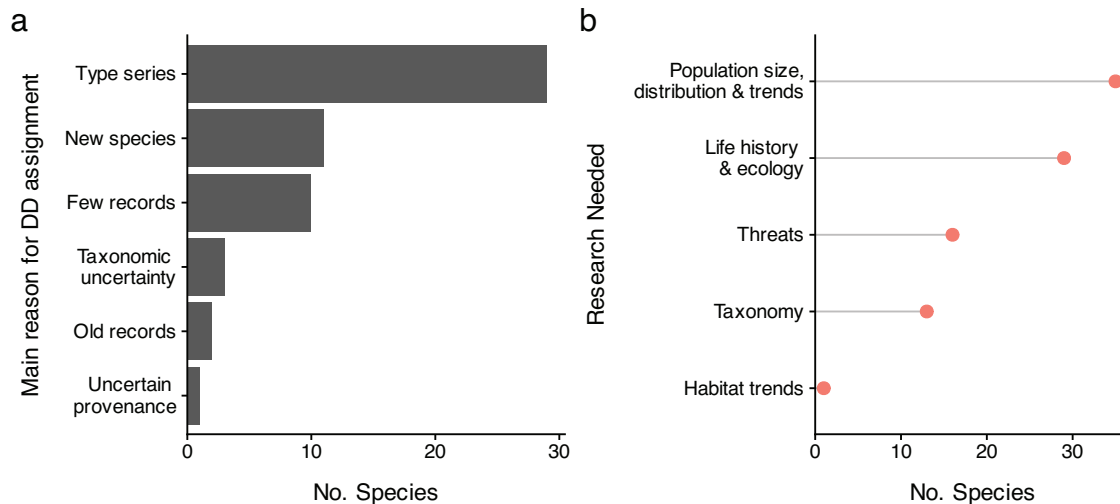 a
Main reason for DD assignment
Type series
New species
Few records
Taxonomic
uncertainty
Old records
Uncertain
provenance
0 10 20 30
No. Species
b
Research Needed
Population size,
distribution & trends
Life history
& ecology
Threats
Taxonomy
Habitat trends
0 10 20 30
No. Species